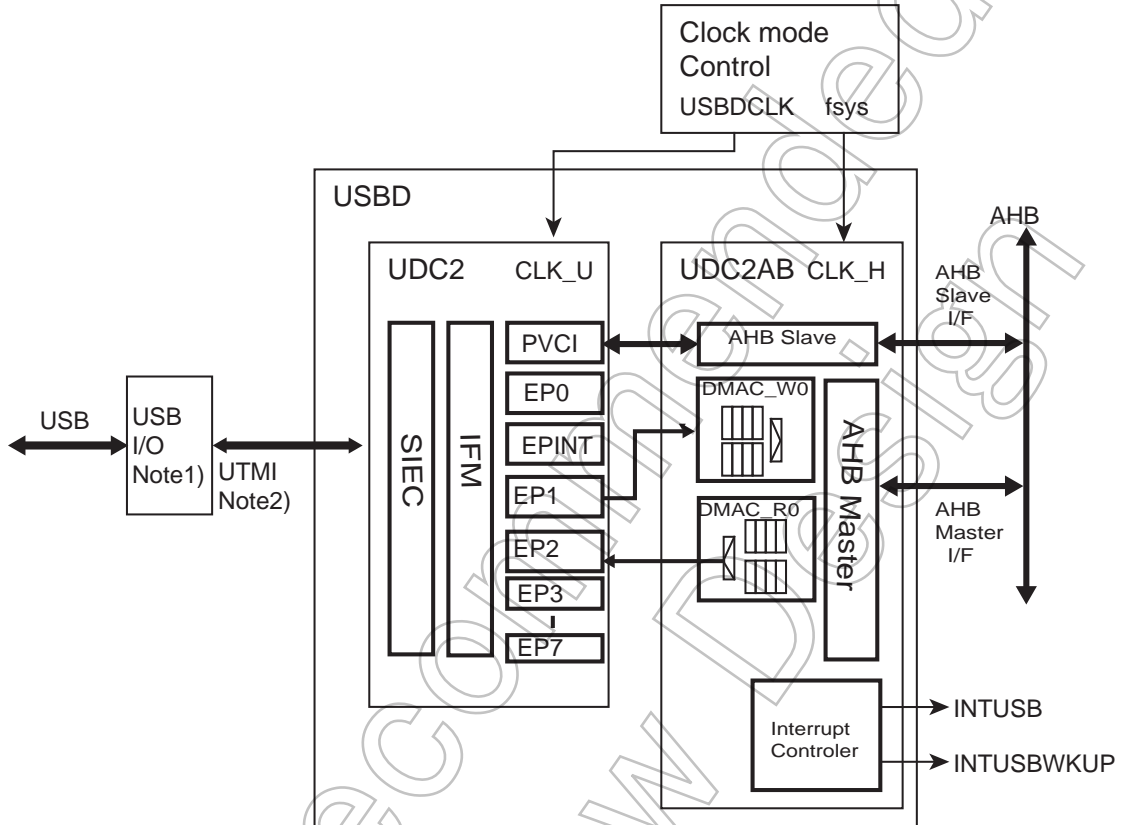 Clock mode
Control
USBDCLK fsys
USBD
AHB
UDC2 CLK_U
UDC2AB CLK_H
AHB
Slave
I/F
PVCI
AHB Slave
EP0
DMAC_W0
USB
USB
I/O
Note1)
UTMI
Note2)
SIEC
IFM
EPINT
EP1
AHB Master
DMAC_R0
AHB
Master
I/F
EP2
EP3
EP7
Interrupt
Controler
INTUSB
INTUSBWKUP
ecommended
w Design